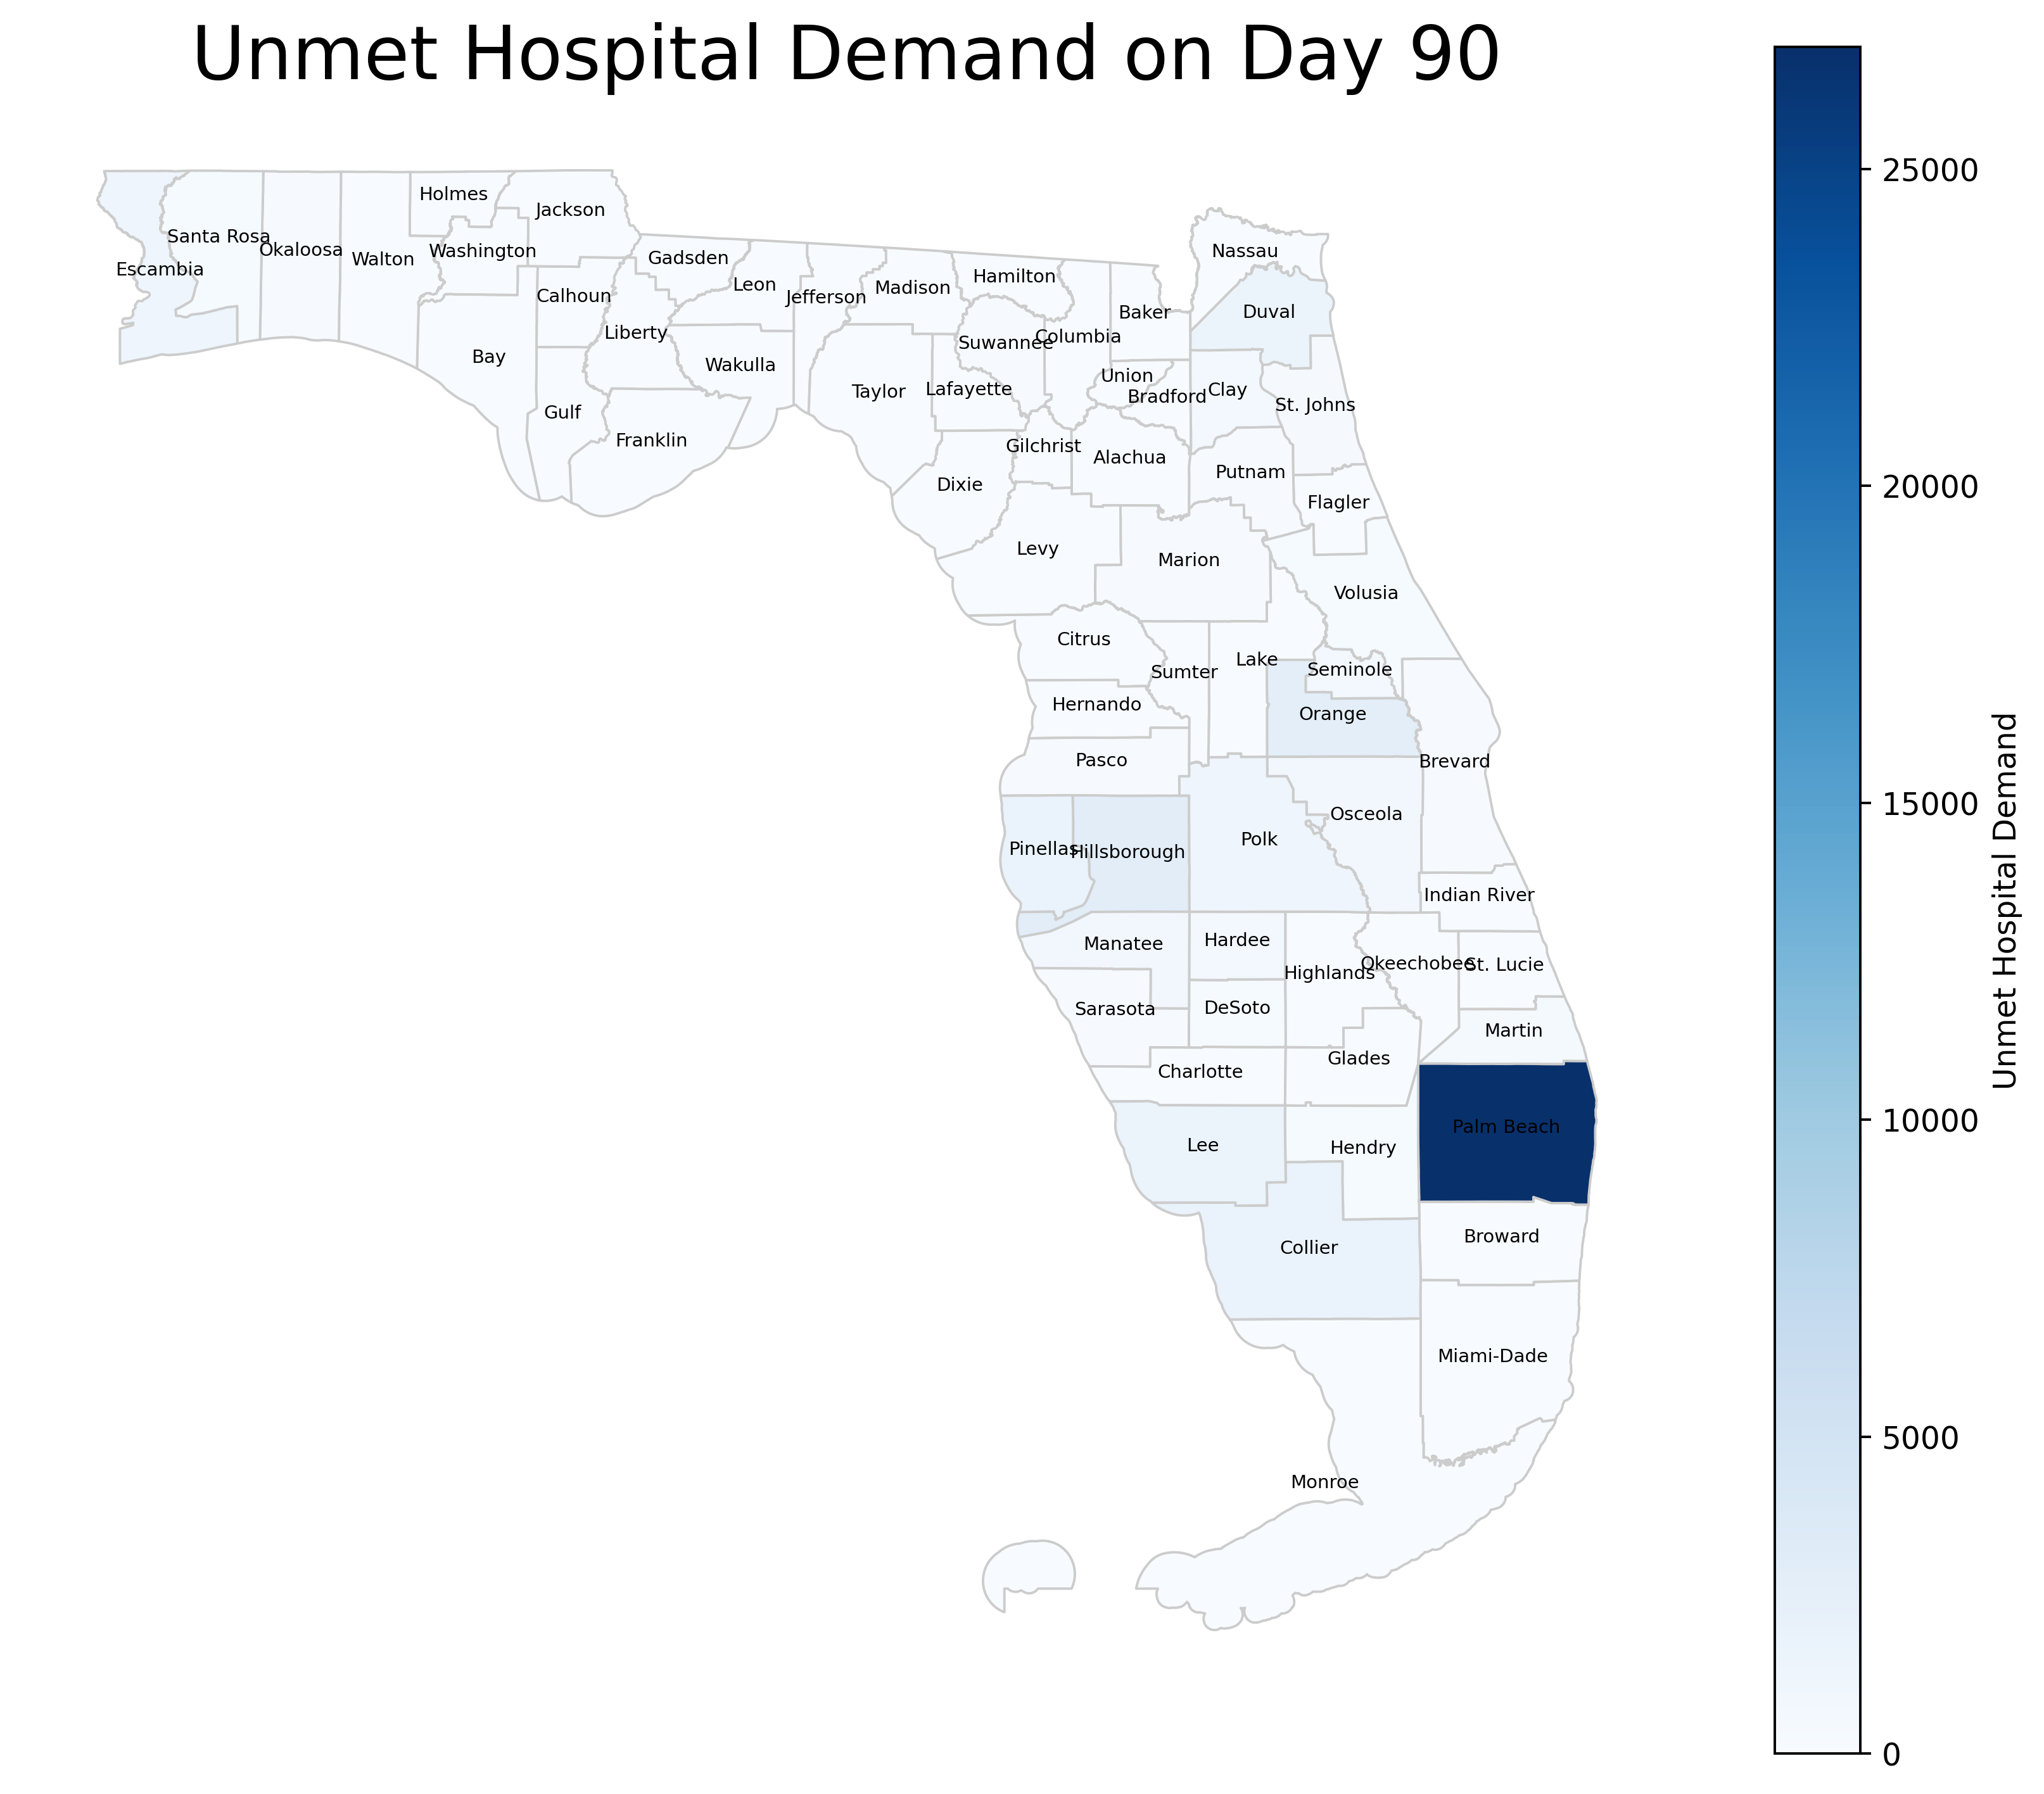 Unmet Hospital Demand on Day 90
Holmes
Jackson
Santa Rosa
Okaloosa
Walton
Washington
Escambia
Gadsden
Nassau
Hamilton
Leon
Madison
Jefferson
Calhoun
Baker
Duval
Liberty
Columbia
Suwannee
Bay
Wakulla
Union
Taylor
Lafayette
Bradford
Clay
St. Johns
Gulf
Franklin
Gilchrist
Alachua
Putnam
Dixie
Flagler
Levy
Marion
Volusia
Citrus
Lake
Sumter
Seminole
Hernando
Orange
Pasco
Brevard
Osceola
Polk
Pinellas
Hillsborough
Indian River
Manatee
Hardee
Highlands
Okeechobee
St. Lucie
Sarasota
DeSoto
Martin
Glades
Charlotte
Palm Beach
Lee
Hendry
Broward
Collier
Miami-Dade
Monroe
25000
20000
15000
10000
5000
0
Unmet Hospital Demand